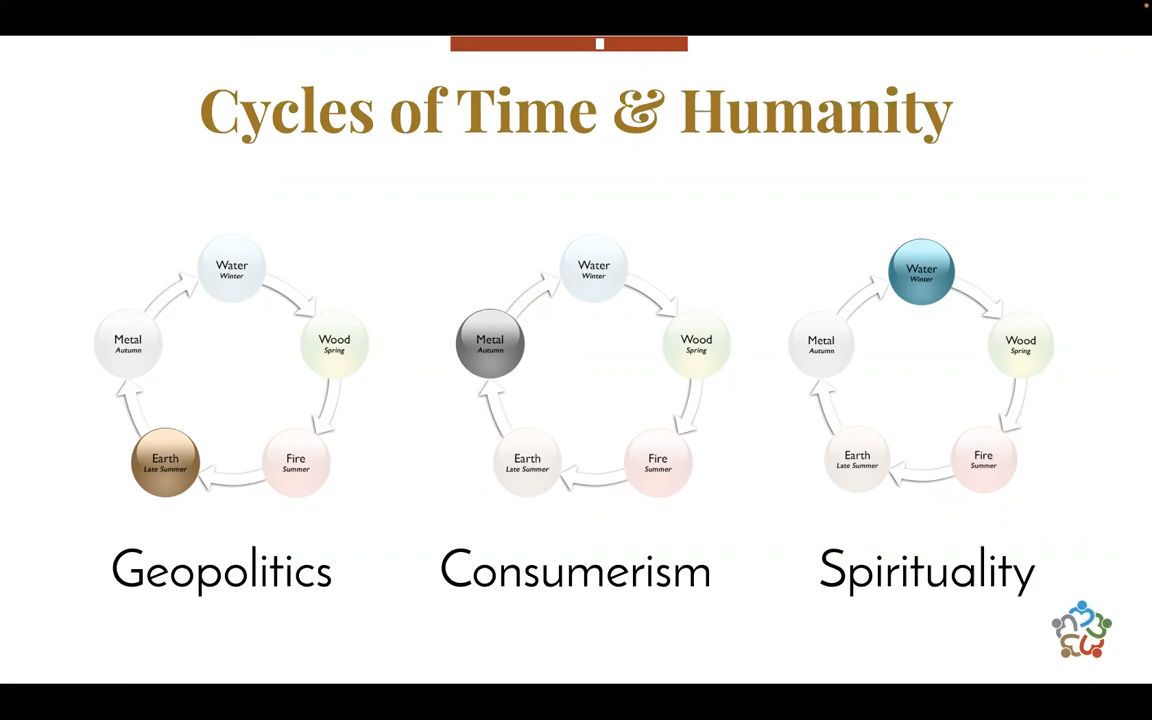 Cycles of Time & Humanity
Water
Winter
Wood
Spring
Fire
Summer
Earth
Late Summer
Metal
Autumn
Geopolitics
Water
Winter
Wood
Spring
Fire
Summer
Earth
Late Summer
Metal
Autumn
Consumerism
Water
Winter
Wood
Spring
Fire
Summer
Earth
Late Summer
Metal
Autumn
Spirituality